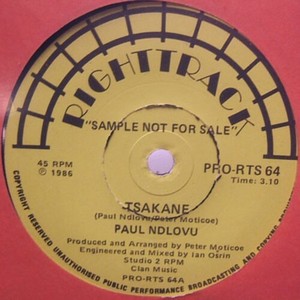 RIGHTTRACK
"SAMPLE NOT FOR SALE"
45 RPM
℗ 1986
PRO-RTS 64
Time: 3.10
TSAKANE
(Paul Ndlovu/Peter Moticoe)
PAUL NDLOVU
Produced and Arranged by Peter Moticoe
Engineered and Mixed by Ian Osrin
Studio 2 RPM
Clan Music
PRO-RTS 64A
COPYRIGHT RESERVED UNAUTHORISED PUBLIC PERFORMANCE BROADCASTING AND COPYING